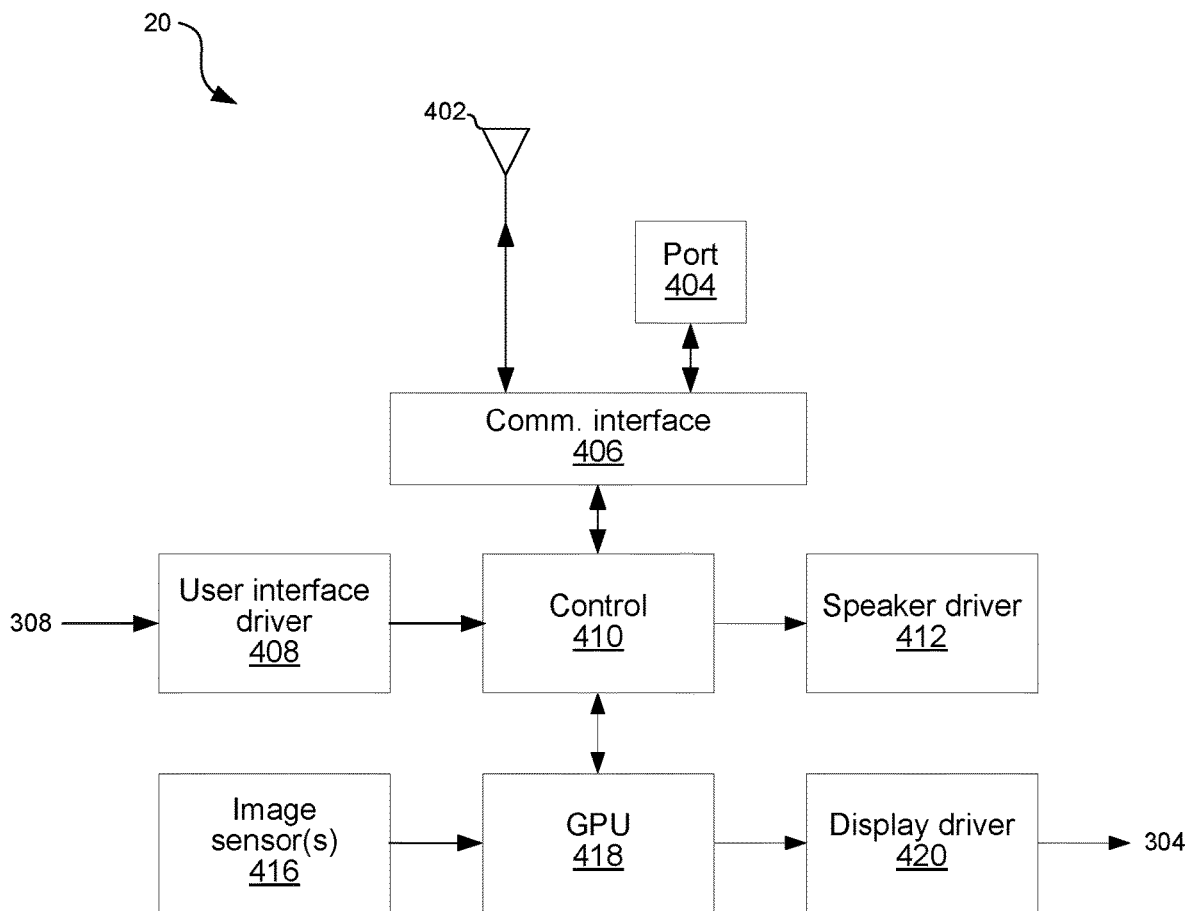 20
402
Port
404
Comm. interface
406
308
User interface
driver
408
Control
410
Speaker driver
412
Image
sensor(s)
416
GPU
418
Display driver
420
304